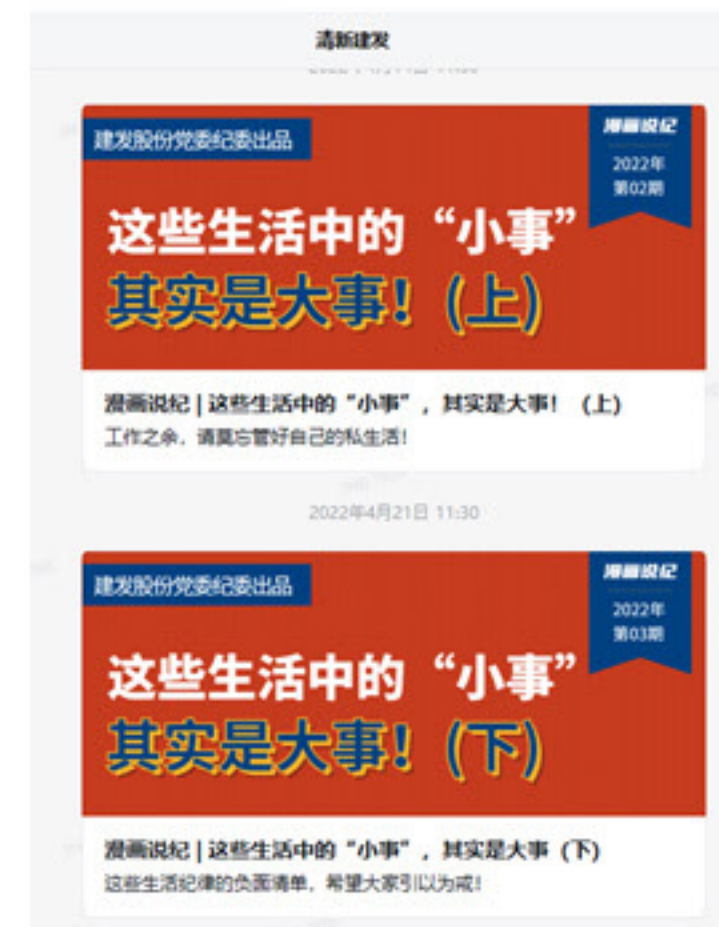 清新建发
建发股份党委纪委出品
漫画说纪
2022年
第02期
这些生活中的“小事”
其实是大事！(上)
漫画说纪 | 这些生活中的“小事”，其实是大事！（上）
工作之余，请莫忘管好自己的私生活！
2022年4月21日 11:30
建发股份党委纪委出品
漫画说纪
2022年
第03期
这些生活中的“小事”
其实是大事！(下)
漫画说纪 | 这些生活中的“小事”，其实是大事（下）
这些生活纪律的负面清单，希望大家引以为戒！